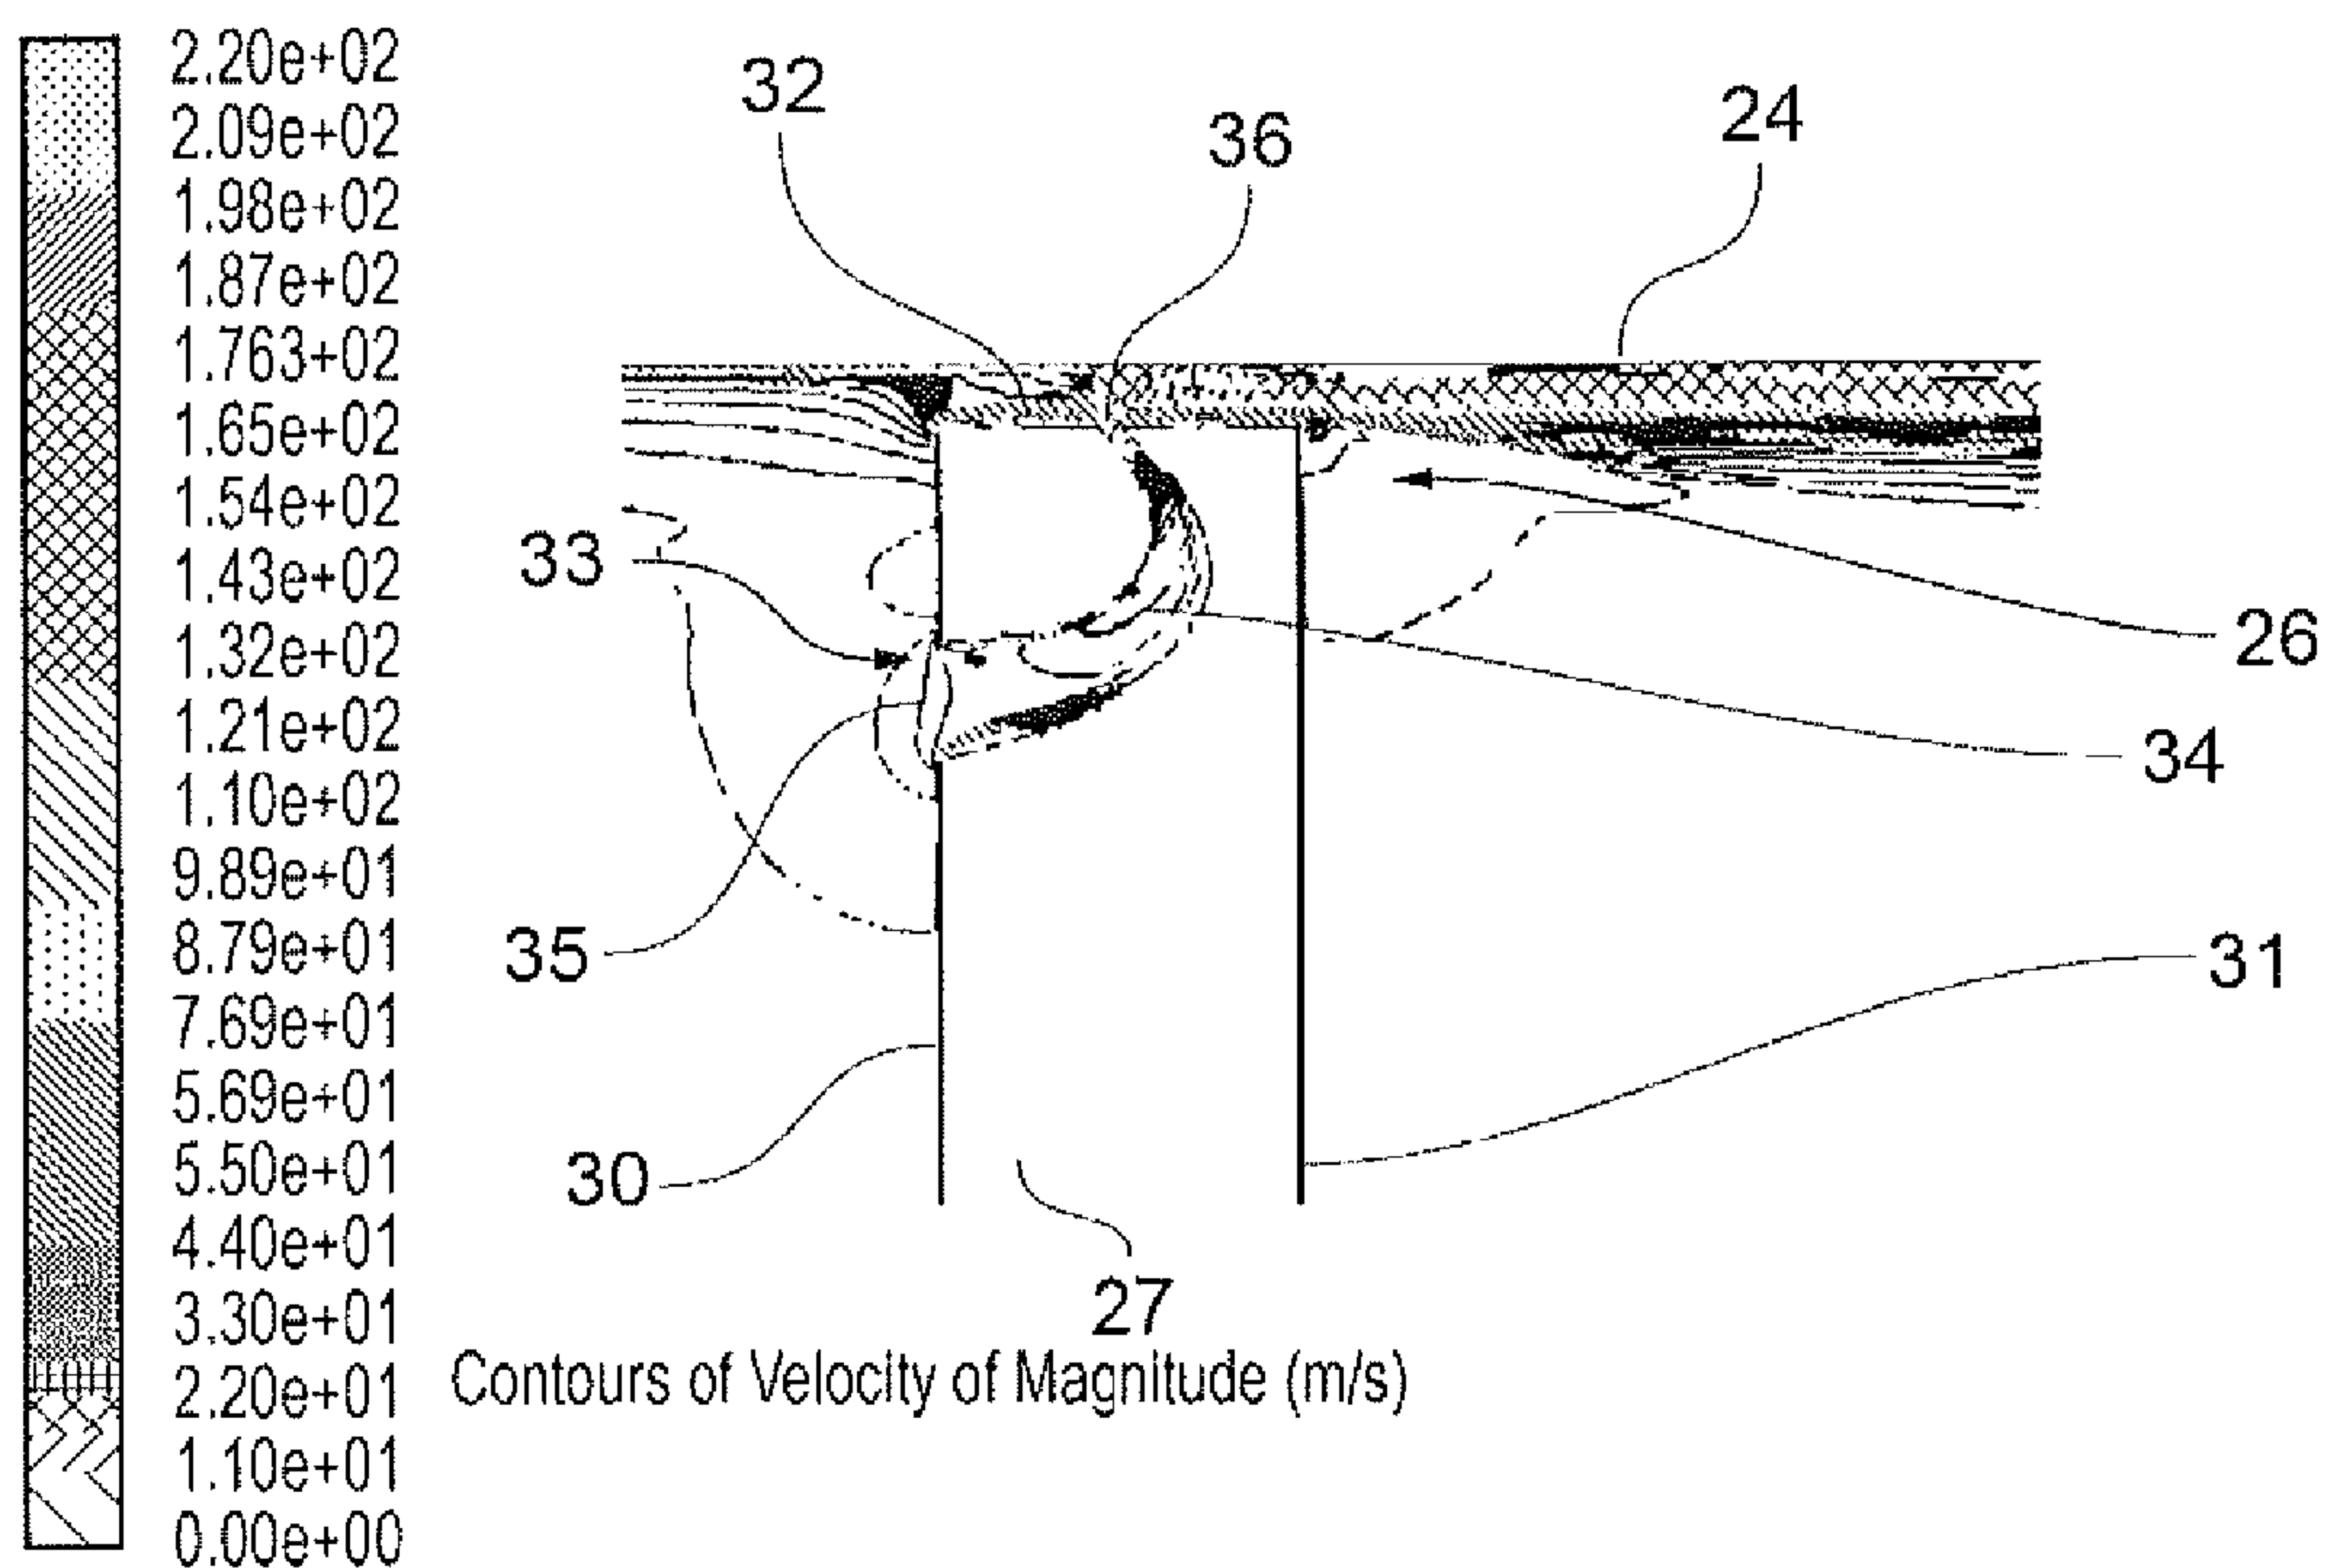 2.20e+02
2.09e+02
1.98e+02
1.87e+02
1.763+02
1.65e+02
1.54e+02
1.43e+02
1.32e+02
1.21e+02
1.10e+02
9.89e+01
8.79e+01
7.69e+01
5.69e+01
5.50e+01
4.40e+01
3.30e+01
2.20e+01
1.10e+01
0.00e+00
32
36
24
33
26
34
35
31
30
27
Contours of Velocity of Magnitude (m/s)